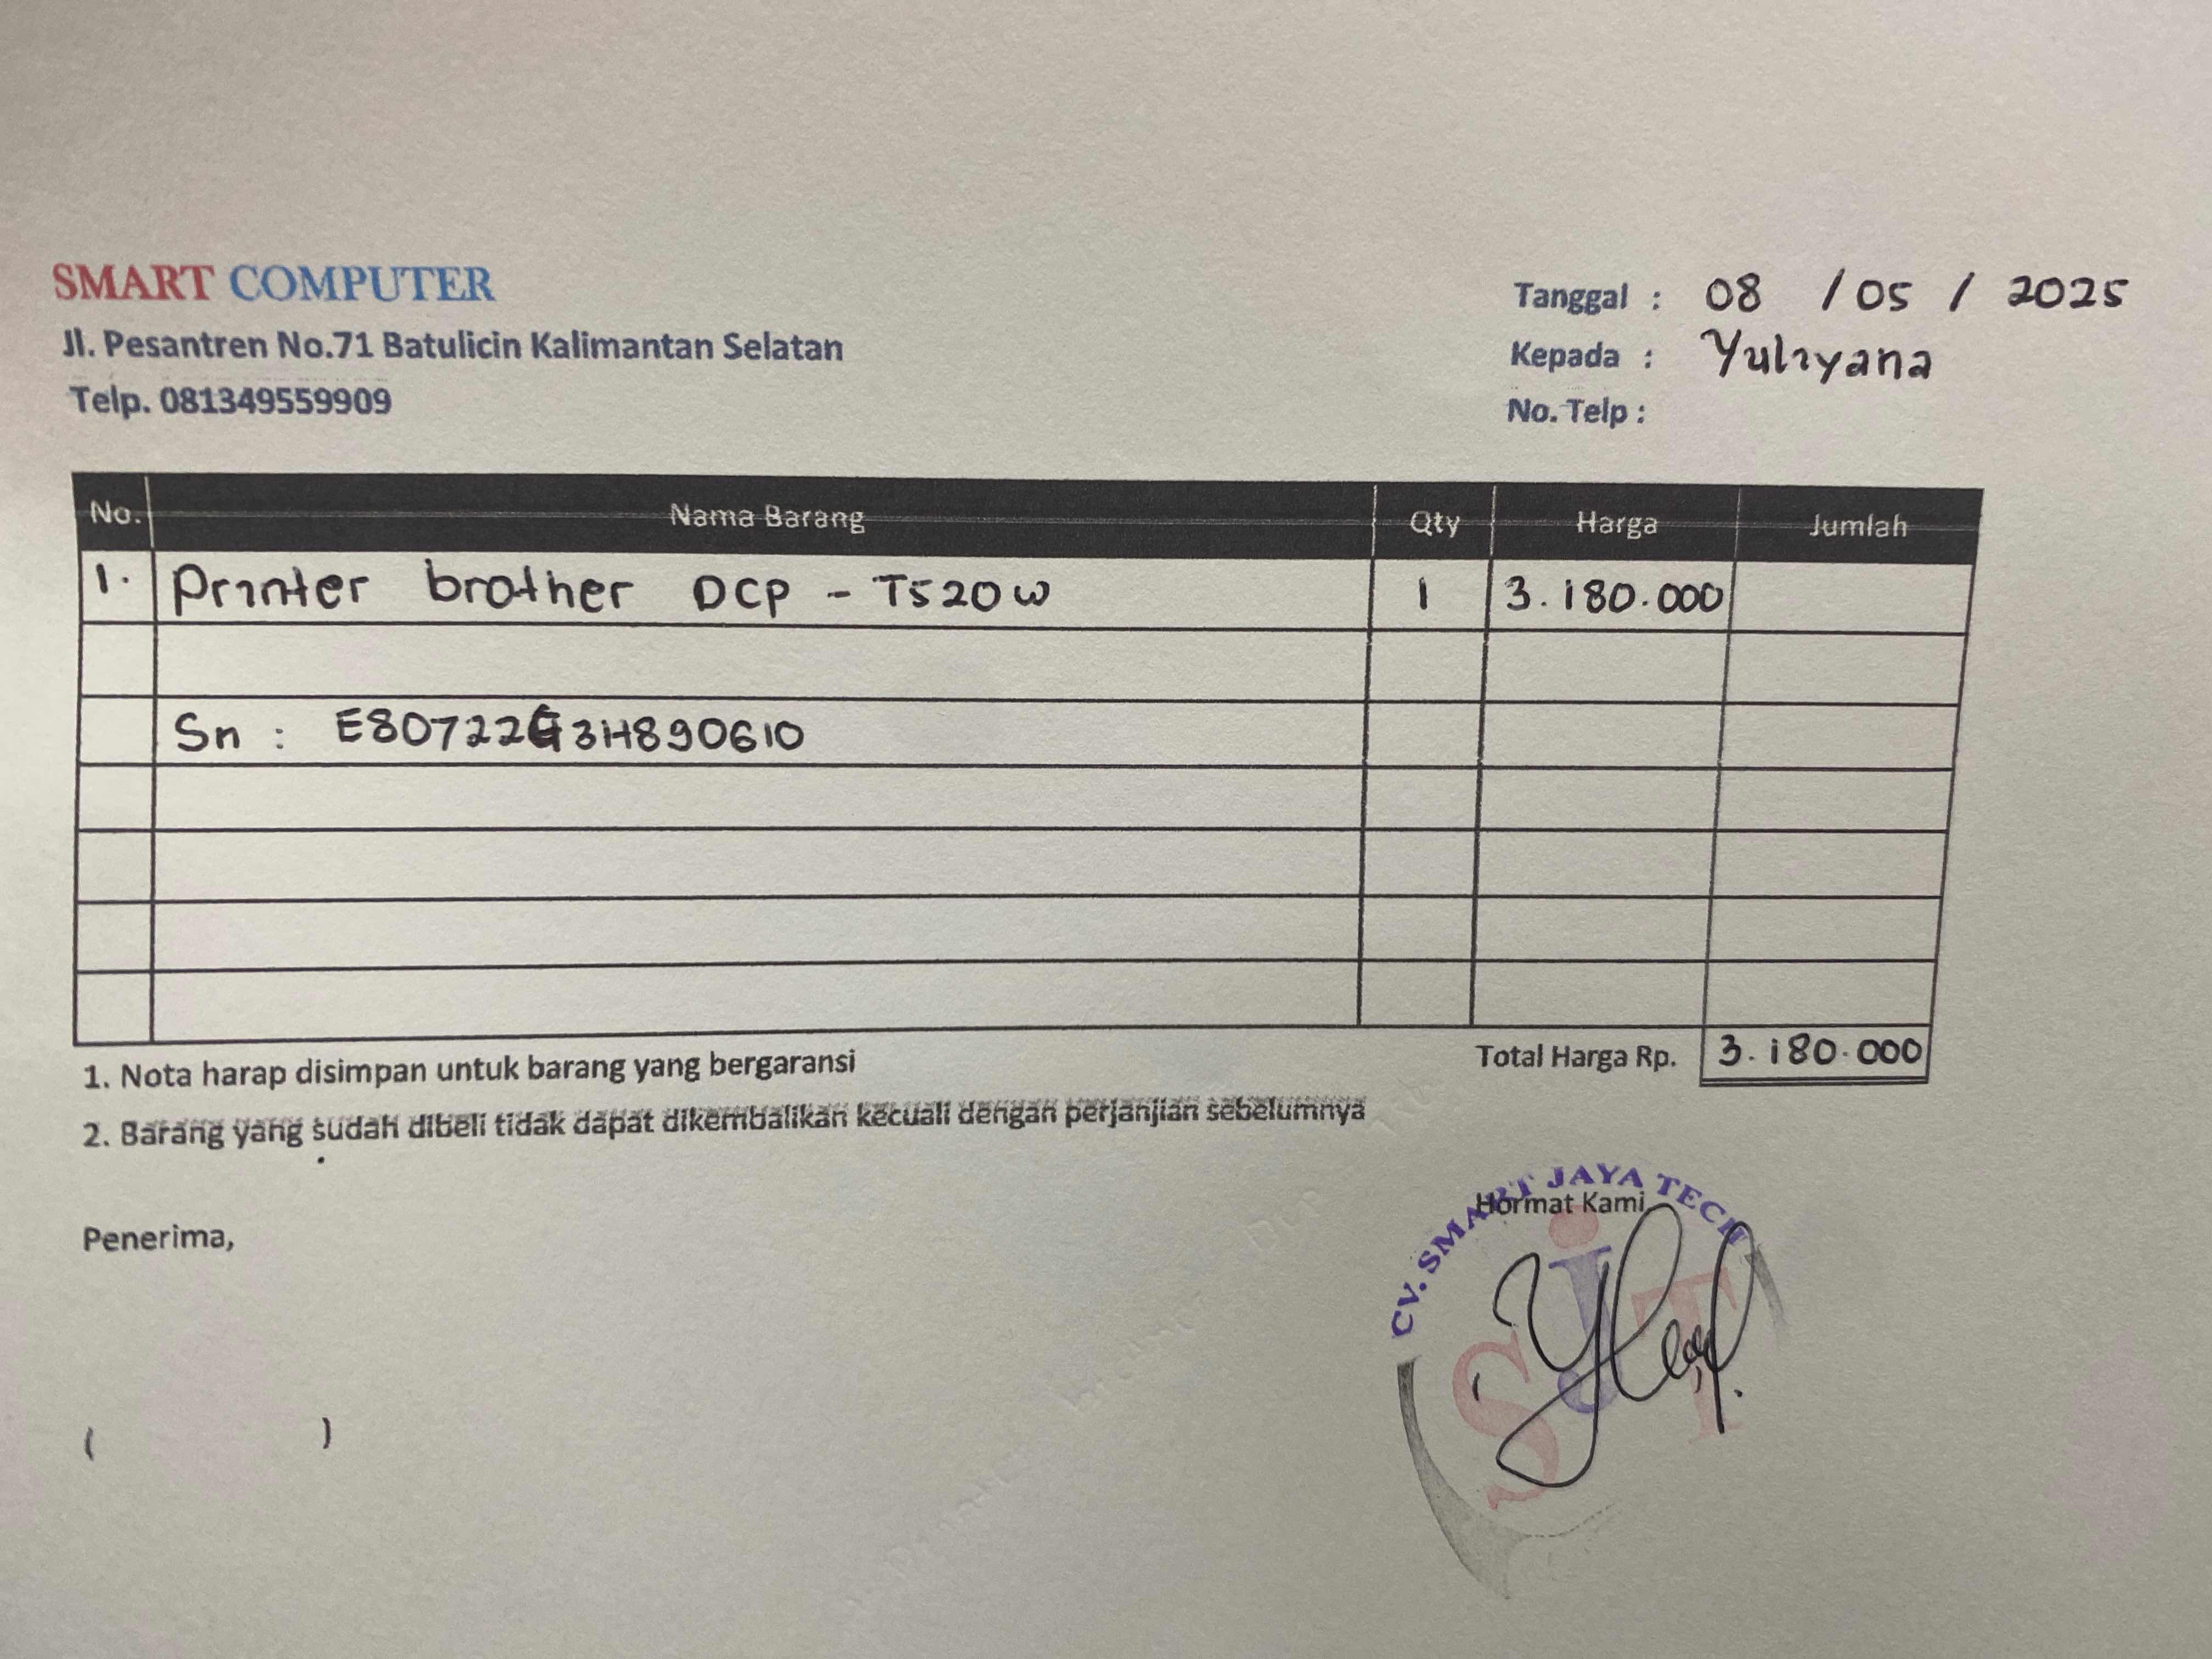 SMART COMPUTER
Jl. Pesantren No.71 Batulicin Kalimantan Selatan
Telp. 081349559909
Tanggal : 08 / 05 / 2025
Kepada : Yuliyana
No. Telp :
No. Nama Barang Qty Harga Jumlah
1. Printer brother DCP - T520W 1 3.180.000
Sn : E80722G3H890610
Total Harga Rp. 3.180.000
1. Nota harap disimpan untuk barang yang bergaransi
2. Barang yang sudah dibeli tidak dapat dikembalikan kecuali dengan perjanjian sebelumnya
Penerima,
( )
Hormat Kami
CV. SMART JAYA TECH
SJT